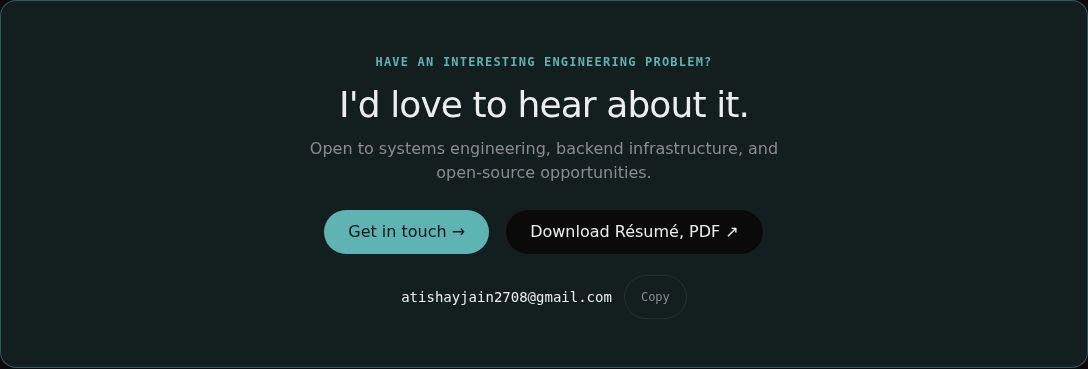 HAVE AN INTERESTING ENGINEERING PROBLEM?
I'd love to hear about it.
Open to systems engineering, backend infrastructure, and
open-source opportunities.
Get in touch →
Download Résumé, PDF ↗
atishayjain2708@gmail.com
Copy